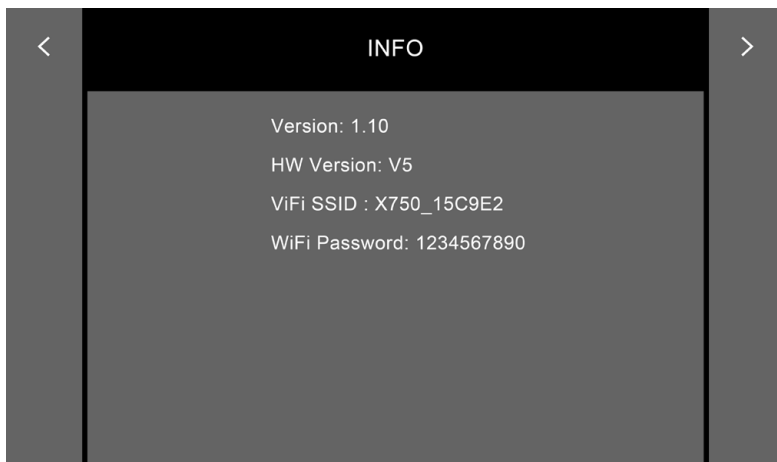 INFO
Version: 1.10
HW Version: V5
ViFi SSID : X750_15C9E2
WiFi Password: 1234567890